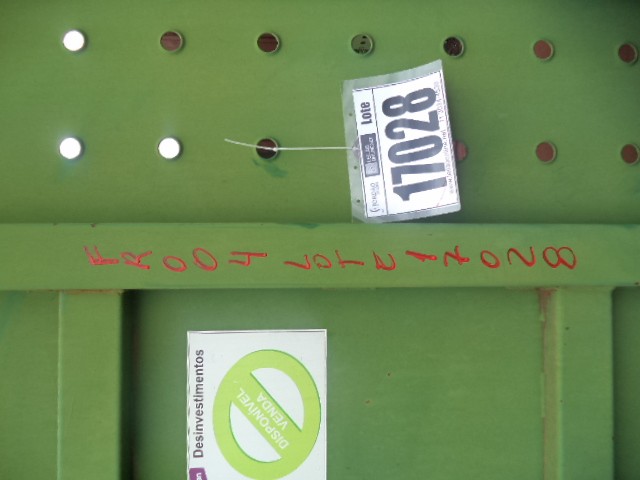 Lote
17028
FR004 LOTE 17028
Desinvestimentos
DISPONÍVEL
VENDA